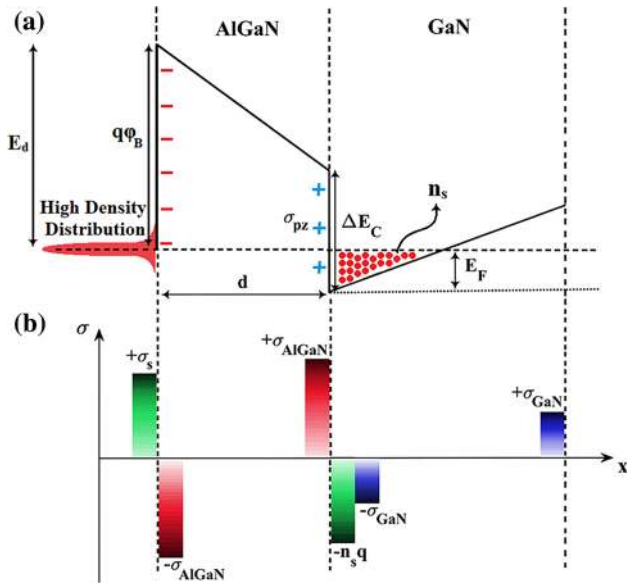 (a)
AlGaN
GaN
E_d
qφ_B
High Density
Distribution
σ_pz
ΔE_C
n_s
E_F
d
(b)
σ
+σ_s
+σ_AlGaN
+σ_GaN
x
-σ_GaN
-n_s q
-σ_AlGaN